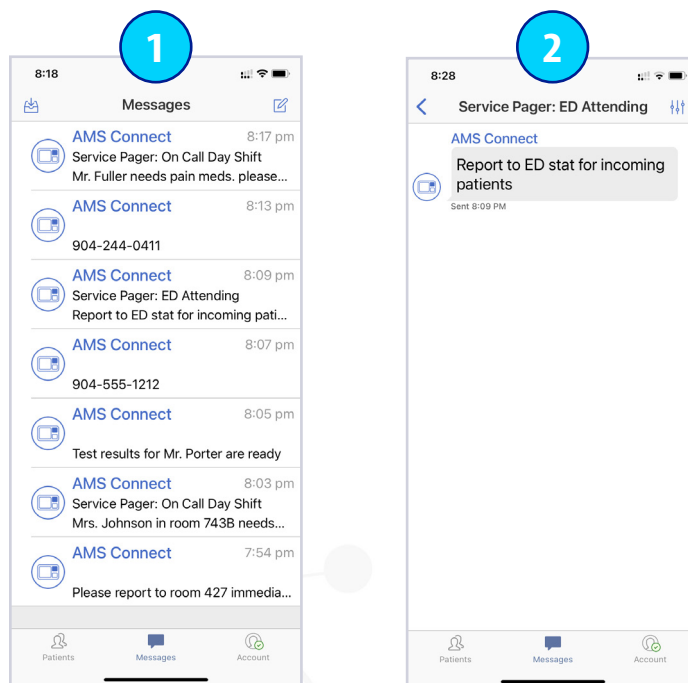 1
8:18
Messages
AMS Connect 8:17 pm
Service Pager: On Call Day Shift
Mr. Fuller needs pain meds. please...
AMS Connect 8:13 pm
904-244-0411
AMS Connect 8:09 pm
Service Pager: ED Attending
Report to ED stat for incoming pati...
AMS Connect 8:07 pm
904-555-1212
AMS Connect 8:05 pm
Test results for Mr. Porter are ready
AMS Connect 8:03 pm
Service Pager: On Call Day Shift
Mrs. Johnson in room 743B needs...
AMS Connect 7:54 pm
Please report to room 427 immedia...
Patients Messages Account
2
8:28
Service Pager: ED Attending
AMS Connect
Report to ED stat for incoming
patients
Sent 8:09 PM
Patients Messages Account